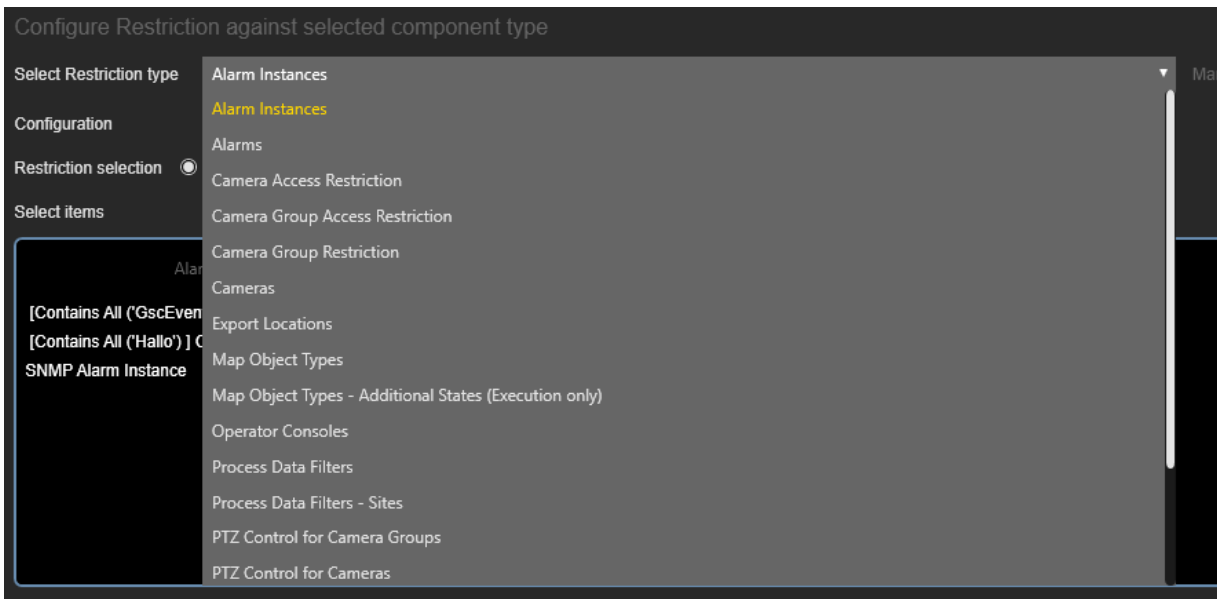 Configure Restriction against selected component type
Select Restriction type Alarm Instances
Alarm Instances
Configuration
Alarms
Restriction selection
Camera Access Restriction
Select items
Camera Group Access Restriction
Camera Group Restriction
Cameras
[Contains All ('GscEven
Export Locations
[Contains All ('Hallo') ]
Map Object Types
SNMP Alarm Instance
Map Object Types - Additional States (Execution only)
Operator Consoles
Process Data Filters
Process Data Filters - Sites
PTZ Control for Camera Groups
PTZ Control for Cameras